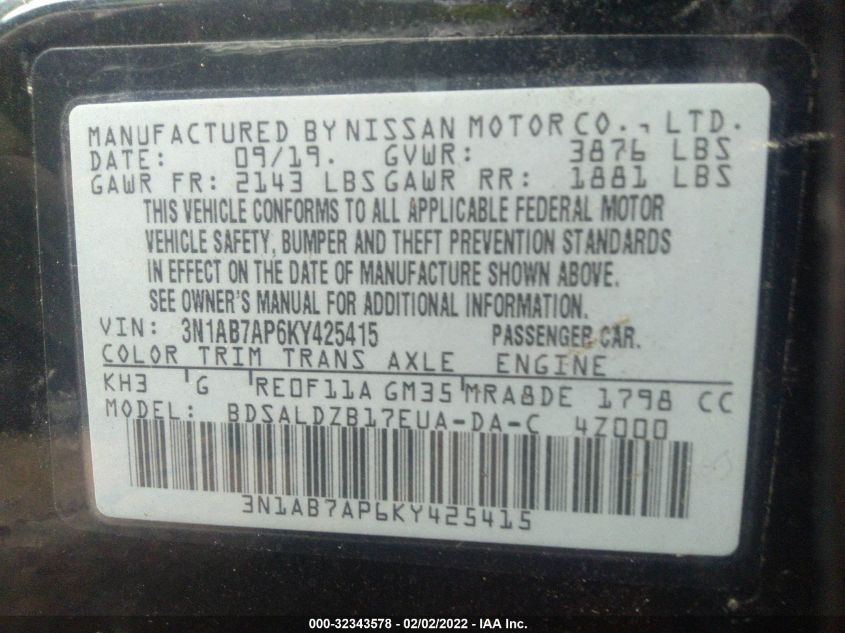 MANUFACTURED BY NISSAN MOTOR CO., LTD.
DATE: 09/19. GVWR: 3876 LBS
GAWR FR: 2143 LBS GAWR RR: 1881 LBS
THIS VEHICLE CONFORMS TO ALL APPLICABLE FEDERAL MOTOR
VEHICLE SAFETY, BUMPER AND THEFT PREVENTION STANDARDS
IN EFFECT ON THE DATE OF MANUFACTURE SHOWN ABOVE.
SEE OWNER'S MANUAL FOR ADDITIONAL INFORMATION.
VIN: 3N1AB7AP6KY425415 PASSENGER CAR.
COLOR TRIM TRANS AXLE ENGINE
KH3 G RE0F11A GM35 MRA8DE 1798 CC
MODEL: BDSALDZB17EUA-DA-C 4Z000
3N1AB7AP6KY425415
000-32343578 - 02/02/2022 - IAA Inc.